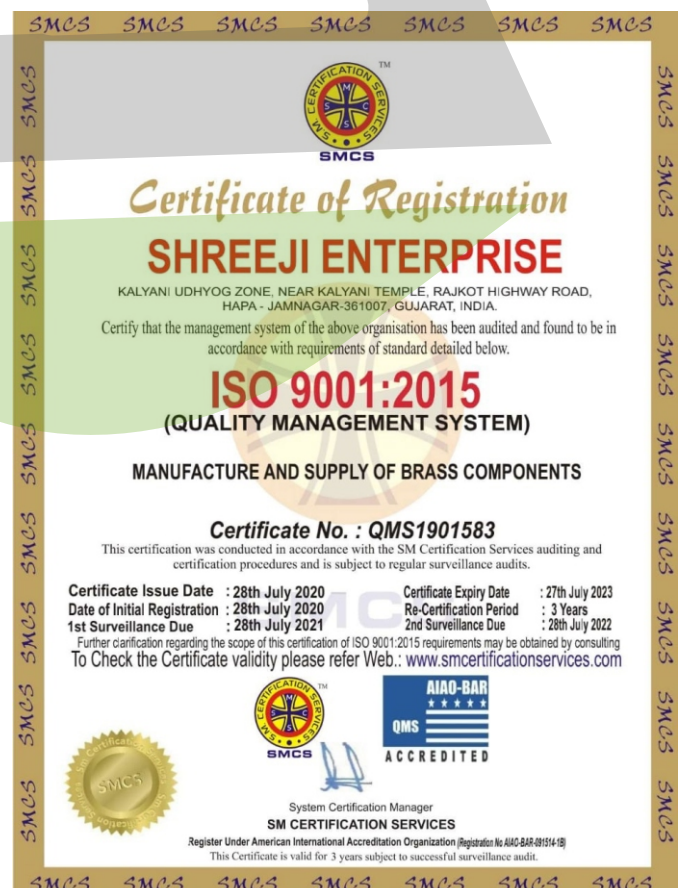 SMCS SMCS SMCS SMCS SMCS SMCS SMCS
S.M. CERTIFICATION SERVICES
TM
SMCS
Certificate of Registration
SHREEJI ENTERPRISE
KALYANI UDHYOG ZONE, NEAR KALYANI TEMPLE, RAJKOT HIGHWAY ROAD,
HAPA - JAMNAGAR-361007, GUJARAT, INDIA.
Certify that the management system of the above organisation has been audited and found to be in
accordance with requirements of standard detailed below.
ISO 9001:2015
(QUALITY MANAGEMENT SYSTEM)
MANUFACTURE AND SUPPLY OF BRASS COMPONENTS
Certificate No. : QMS1901583
This certification was conducted in accordance with the SM Certification Services auditing and
certification procedures and is subject to regular surveillance audits.
Certificate Issue Date : 28th July 2020 Certificate Expiry Date : 27th July 2023
Date of Initial Registration : 28th July 2020 Re-Certification Period : 3 Years
1st Surveillance Due : 28th July 2021 2nd Surveillance Due : 28th July 2022
Further clarification regarding the scope of this certification of ISO 9001:2015 requirements may be obtained by consulting
To Check the Certificate validity please refer Web.: www.smcertificationservices.com
S.M. CERTIFICATION SERVICES
TM
SMCS
AIAO-BAR
QMS
ACCREDITED
SMCS
System Certification Manager
SM CERTIFICATION SERVICES
Register Under American International Accreditation Organization (Registration No AIAO-BAR-091514-1B)
This Certificate is valid for 3 years subject to successful surveillance audit.
SMCS SMCS SMCS SMCS SMCS SMCS SMCS